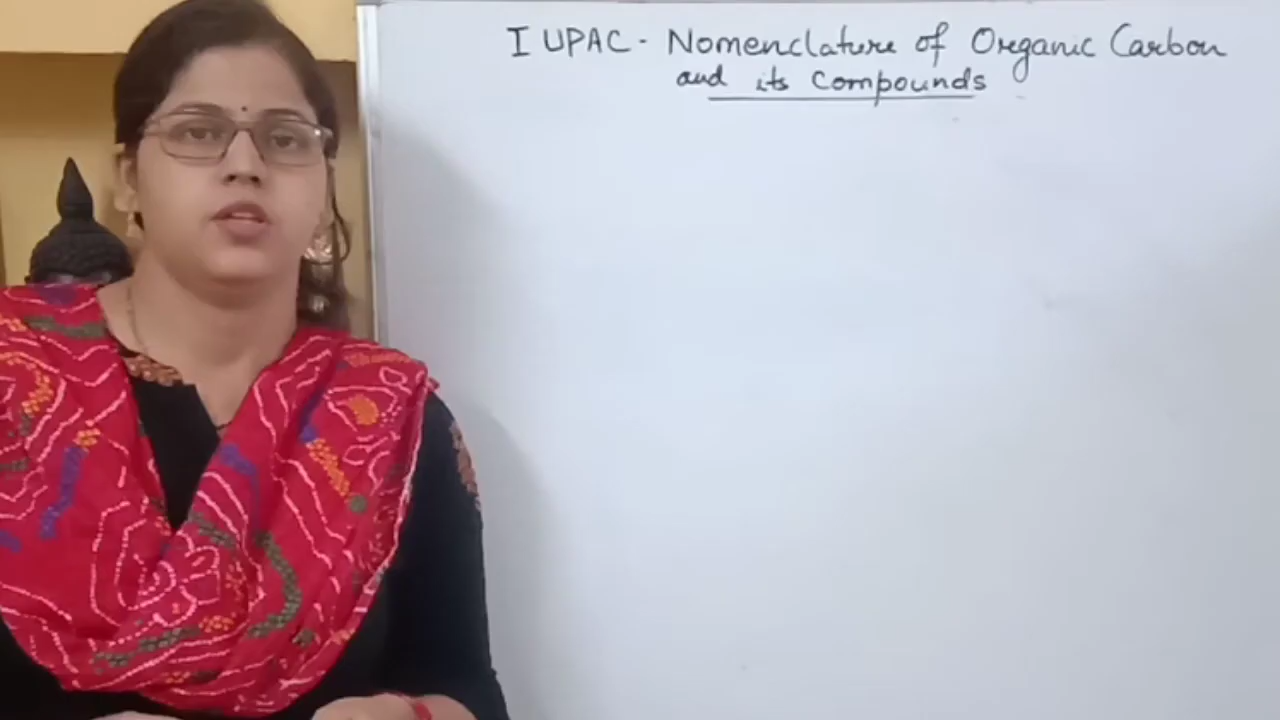 IUPAC - Nomenclature of Organic Carbon
and its Compounds